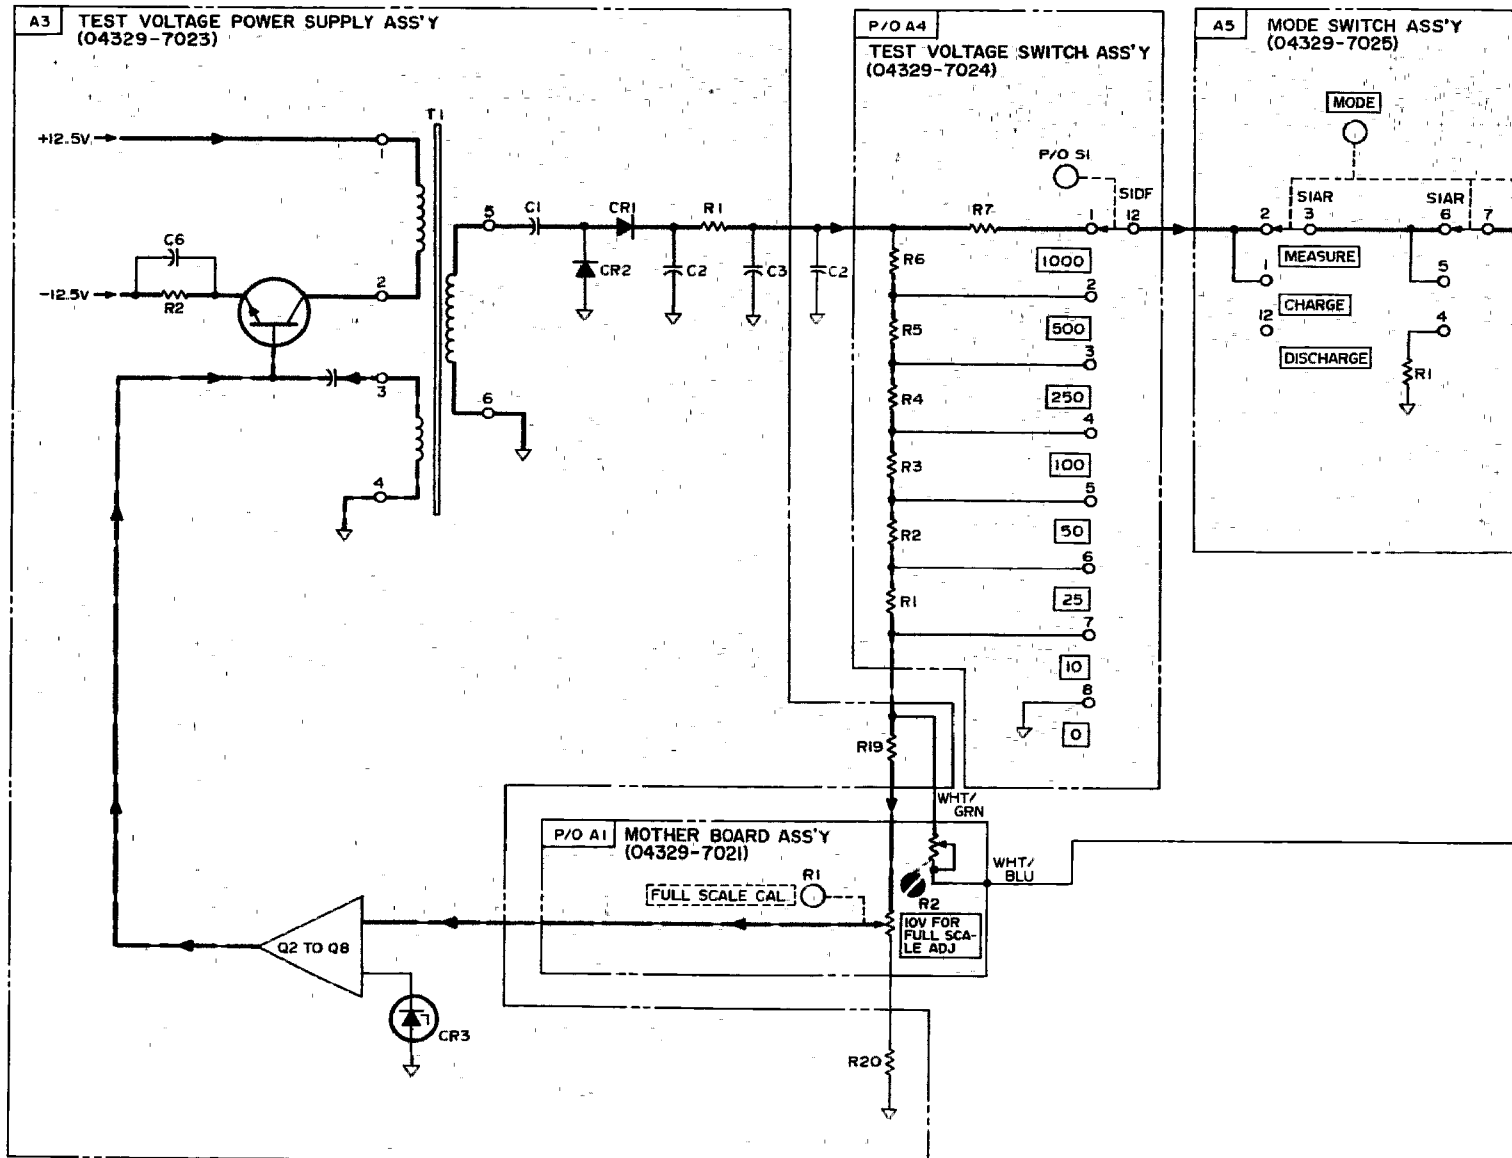 A3 TEST VOLTAGE POWER SUPPLY ASS'Y
(04329-7023)
P/O A4
TEST VOLTAGE SWITCH ASS'Y
(04329-7024)
A5 MODE SWITCH ASS'Y
(04329-7025)
MODE
T1
+12.5V
1
P/O S1
S1DF
S1AR
S1AR
5
C1
CR1
R1
R7
1
12
2
3
6
7
C6
CR2
C2
C3
C2
R6
1000
MEASURE
1
5
-12.5V
R2
2
2
CHARGE
R5
500
12
4
3
DISCHARGE
3
R4
250
R1
6
4
R3
100
4
5
R2
50
6
R1
25
7
10
8
R19
0
WHT/
GRN
P/O A1 MOTHER BOARD ASS'Y
(04329-7021)
WHT/
BLU
FULL SCALE CAL
R1
R2
10V FOR
FULL SCA-
LE ADJ
Q2 TO Q8
CR3
R20